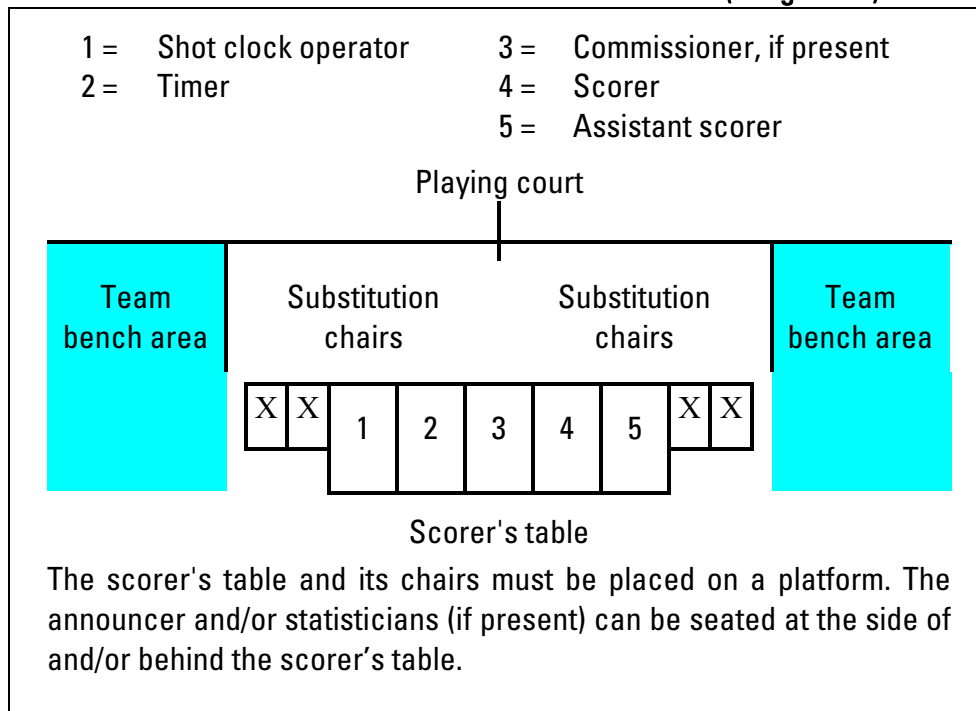 1 = Shot clock operator
2 = Timer
3 = Commissioner, if present
4 = Scorer
5 = Assistant scorer
Playing court
Team
bench area
Substitution
chairs
Substitution
chairs
Team
bench area
X X 1 2 3 4 5 X X
Scorer's table
The scorer's table and its chairs must be placed on a platform. The
announcer and/or statisticians (if present) can be seated at the side of
and/or behind the scorer’s table.